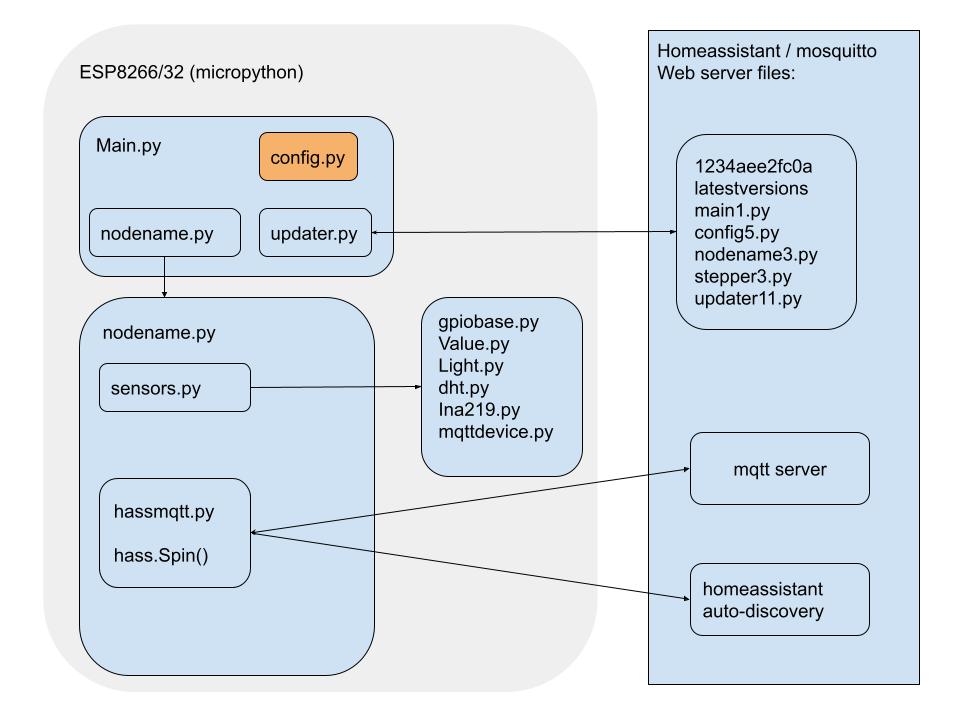 ESP8266/32 (micropython)
Main.py
config.py
nodename.py
updater.py
nodename.py
sensors.py
hassmqtt.py
hass.Spin()
gpiobase.py
Value.py
Light.py
dht.py
Ina219.py
mqttdevice.py
Homeassistant / mosquitto
Web server files:
1234aee2fc0a
latestversions
main1.py
config5.py
nodename3.py
stepper3.py
updater11.py
mqtt server
homeassistant
auto-discovery